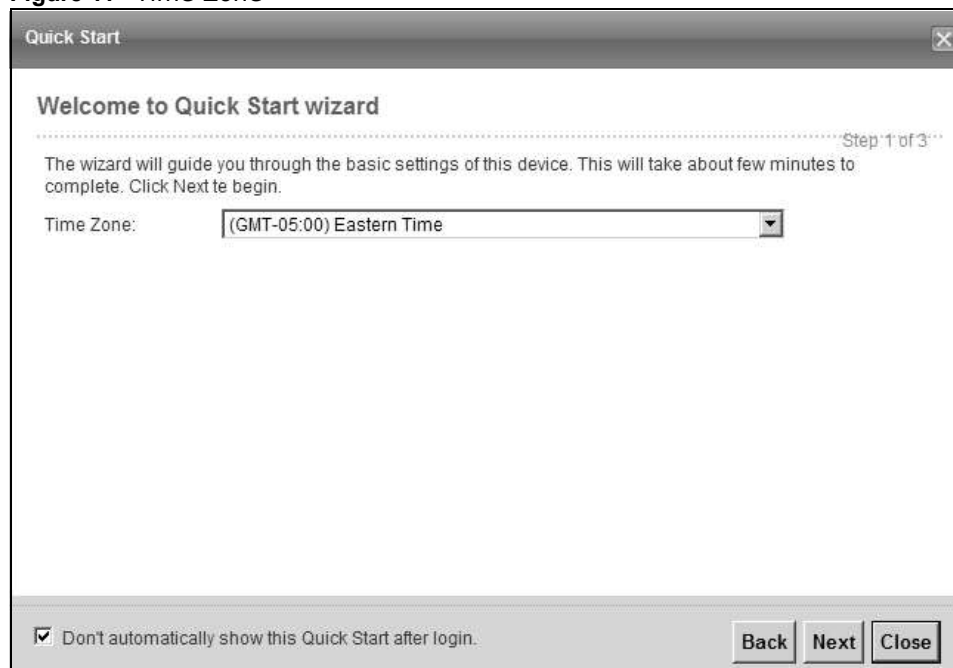 Quick Start
Welcome to Quick Start wizard
Step 1 of 3
The wizard will guide you through the basic settings of this device. This will take about few minutes to
complete. Click Next te begin.
Time Zone: (GMT-05:00) Eastern Time
Don't automatically show this Quick Start after login.
Back Next Close